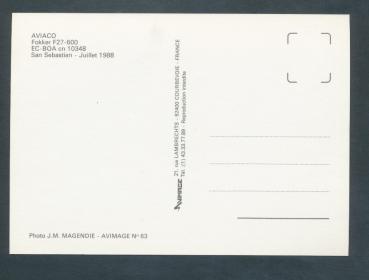 AVIACO
Fokker F27-600
EC-BOA cn 10348
San Sebastian - Juillet 1988
AVIMAGE 21, rue LAMBRECHTS - 92400 COURBEVOIE - FRANCE
Tél. : (1) 43.33.77.89 - Reproduction interdite
Photo J.M. MAGENDIE - AVIMAGE N° 63